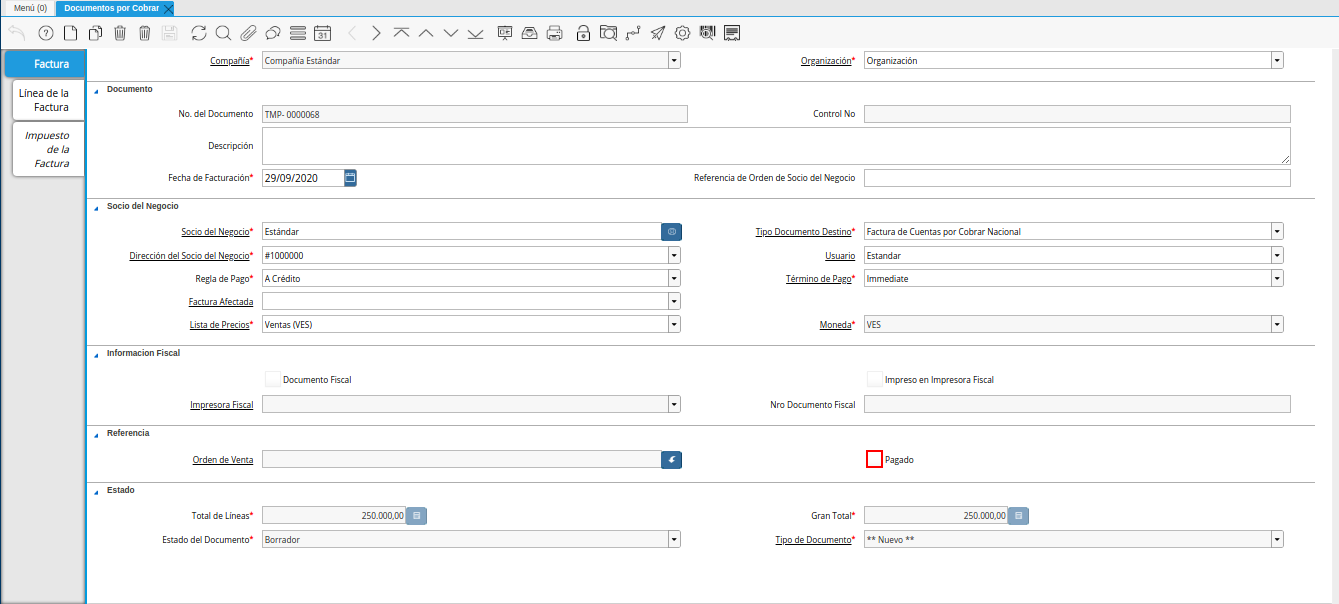 Menú (0) Documentos por Cobrar
31
Factura
Línea de la
Factura
Impuesto
de la
Factura
Compañía* Compañía Estándar Organización* Organización
Documento
No. del Documento TMP- 0000068 Control No
Descripción
Fecha de Facturación* 29/09/2020 Referencia de Orden de Socio del Negocio
Socio del Negocio
Socio del Negocio* Estándar Tipo Documento Destino* Factura de Cuentas por Cobrar Nacional
Dirección del Socio del Negocio* #1000000 Usuario Estandar
Regla de Pago* A Crédito Término de Pago* Immediate
Factura Afectada
Lista de Precios* Ventas (VES) Moneda* VES
Informacion Fiscal
Documento Fiscal Impreso en Impresora Fiscal
Impresora Fiscal Nro Documento Fiscal
Referencia
Orden de Venta Pagado
Estado
Total de Líneas* 250.000,00 Gran Total* 250.000,00
Estado del Documento* Borrador Tipo de Documento* ** Nuevo **